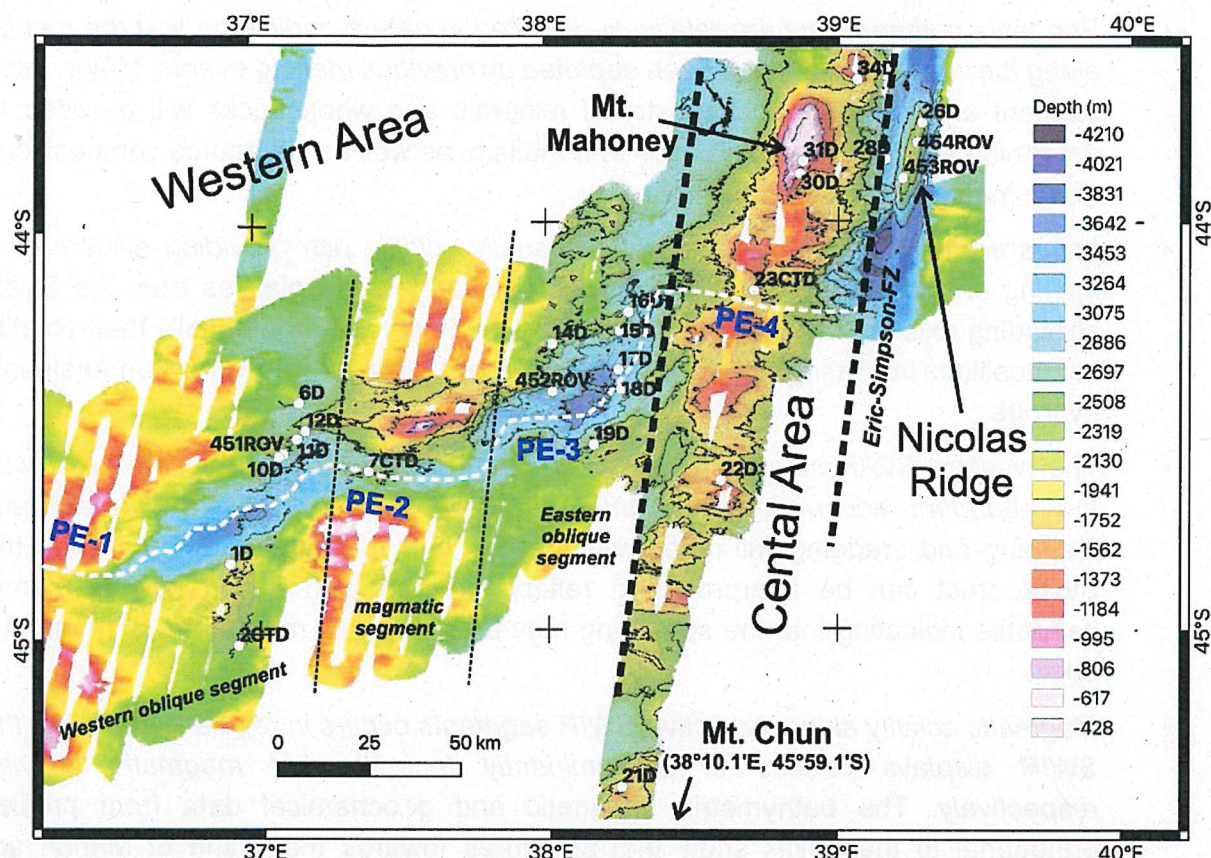 37°E
38°E
39°E
40°E
Western Area
Mt.
Mahoney
34D
26D
454ROV
453ROV
31D
28D
30D
Depth (m)
-4210
-4021
-3831
-3642
-3453
-3264
-3075
-2886
-2697
-2508
-2319
-2130
-1941
-1752
-1562
-1373
-1184
-995
-806
-617
-428
44°S
44°S
23CTD
16D
15D
PE-4
14D
17D
452ROV
18D
6D
12D
451ROV
11D
10D
7CTD
19D
PE-3
PE-2
PE-1
22D
Eric-Simpson-FZ
Nicolas
Ridge
Central Area
Eastern
oblique
segment
1D
magmatic
segment
2CTD
45°S
45°S
Western oblique segment
0
25
50 km
Mt. Chun
(38°10.1'E, 45°59.1'S)
21D
37°E
38°E
39°E
40°E